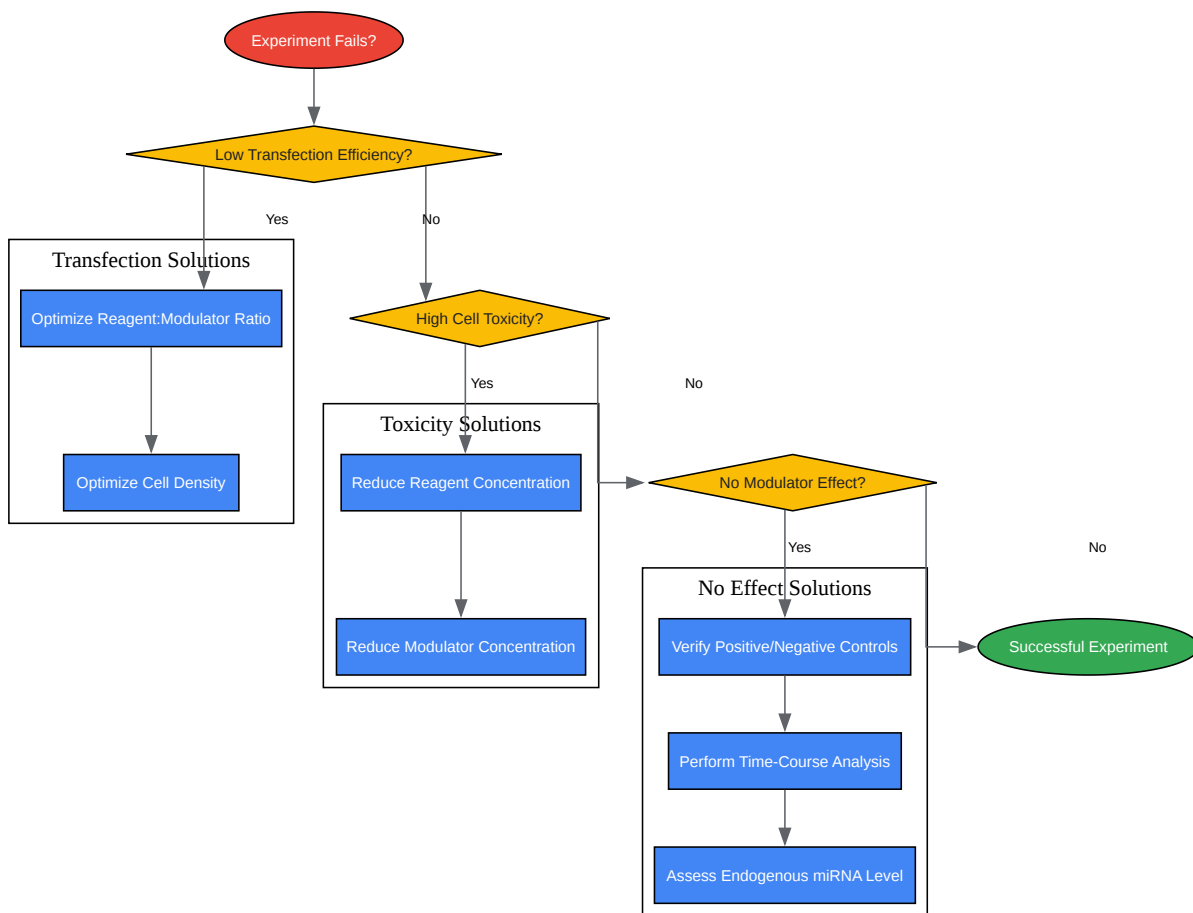 Experiment Fails?
Low Transfection Efficiency?
Yes
No
Transfection Solutions
Optimize Reagent:Modulator Ratio
High Cell Toxicity?
Yes
No
Toxicity Solutions
Optimize Cell Density
Reduce Reagent Concentration
No Modulator Effect?
Yes
No
No Effect Solutions
Reduce Modulator Concentration
Verify Positive/Negative Controls
Successful Experiment
Perform Time-Course Analysis
Assess Endogenous miRNA Level